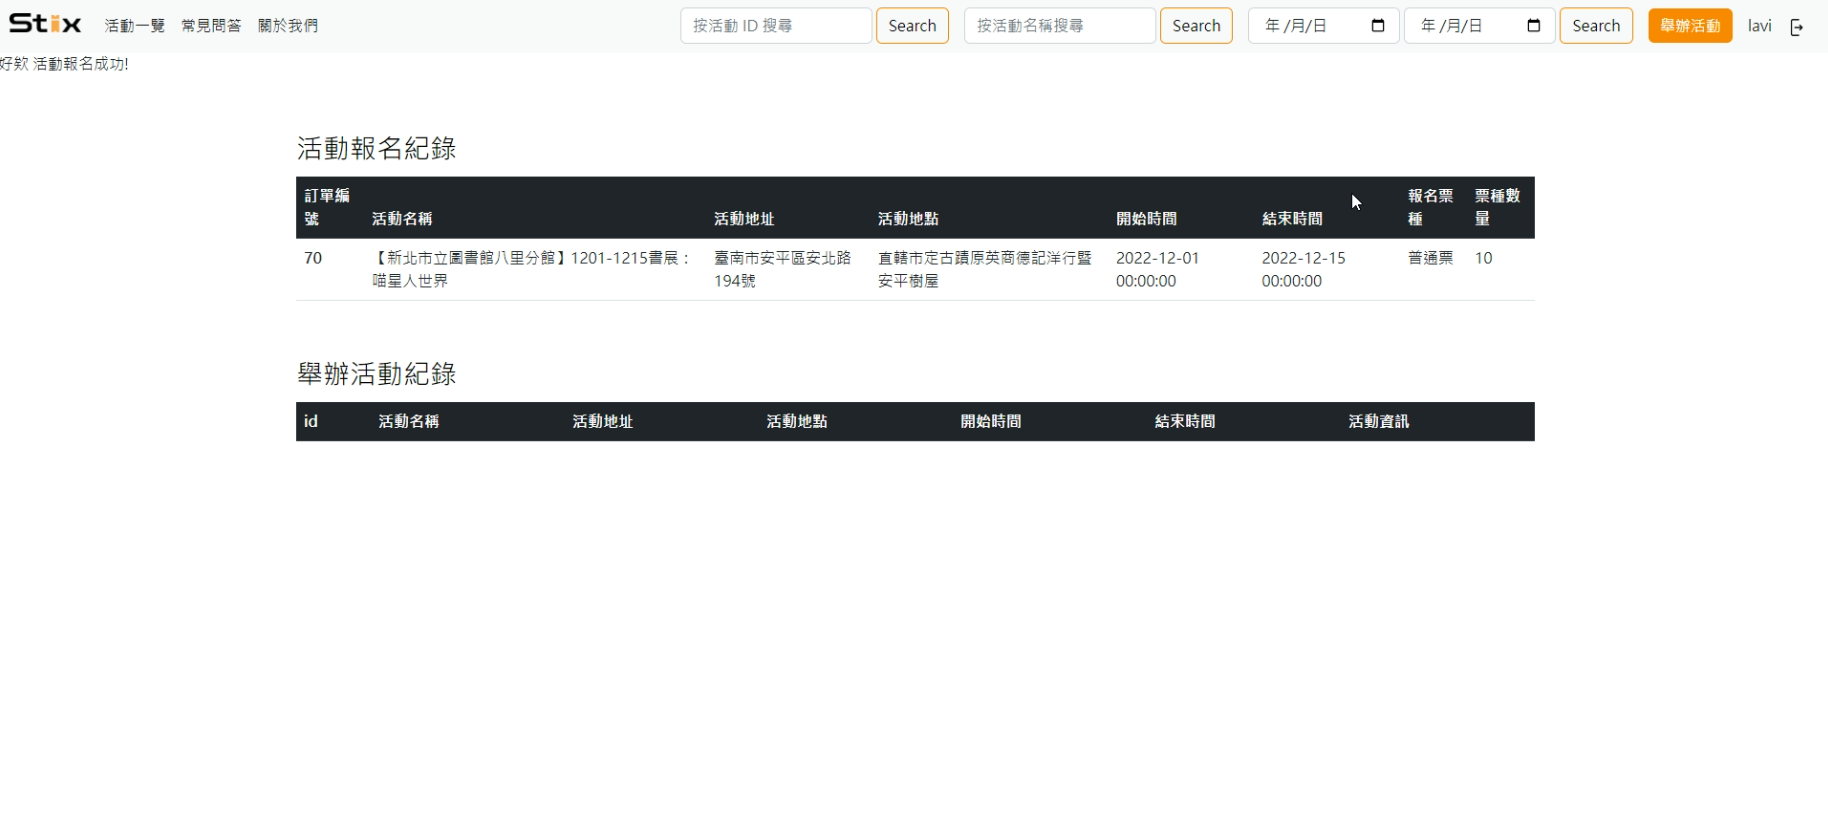 Stix 活動一覽 常見問答 關於我們 按活動 ID 搜尋 Search 按活動名稱搜尋 Search 年 /月/日 年 /月/日 Search 舉辦活動 lavi
好欸 活動報名成功!
活動報名紀錄
訂單編號 活動名稱 活動地址 活動地點 開始時間 結束時間 報名票種 票種數量
70 【新北市立圖書館八里分館】1201-1215書展： 臺南市安平區安北路 直轄市定古蹟原英商德記洋行暨 2022-12-01 2022-12-15 普通票 10
喵星人世界 194號 安平樹屋 00:00:00 00:00:00
舉辦活動紀錄
id 活動名稱 活動地址 活動地點 開始時間 結束時間 活動資訊